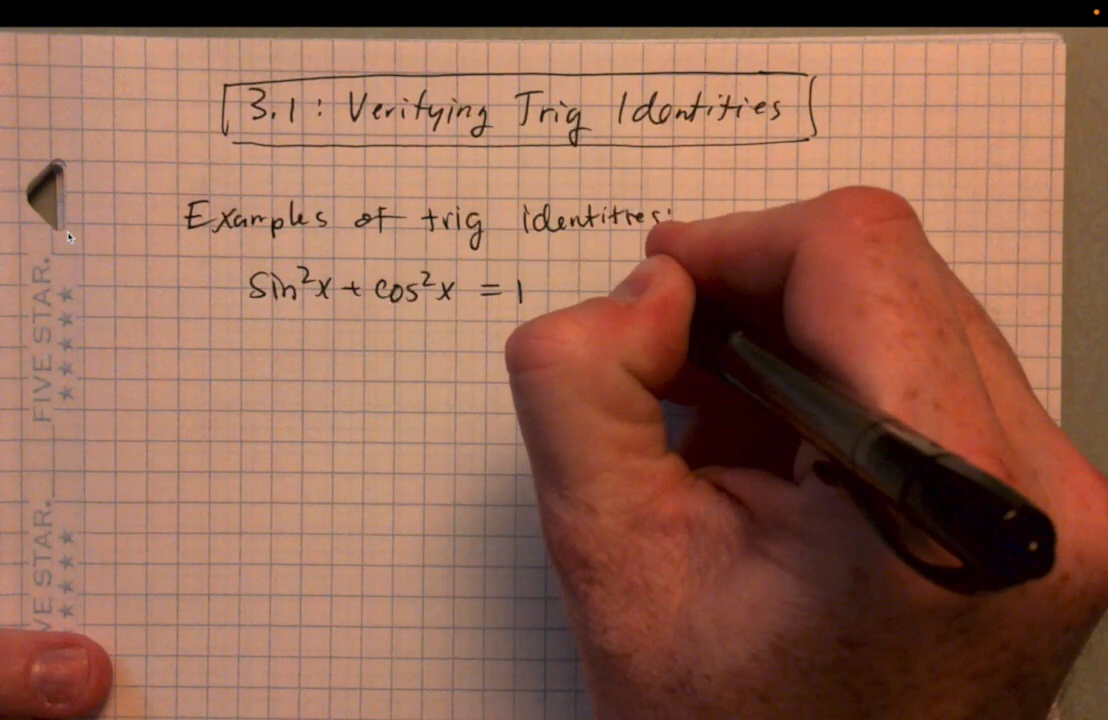 3.1: Verifying Trig Identities
Examples of trig identities:
sin²x + cos²x = 1
FIVE STAR.
VE STAR.